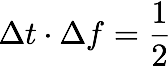 Δt · Δf = 1/2